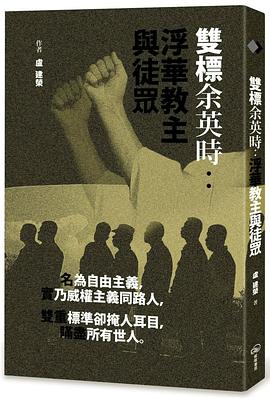 雙標余英時：
浮華教主
與徒眾
作者
盧建榮
名為自由主義，
實乃威權主義同路人，
雙重標準卻掩人耳目，
瞞盡所有世人。
雙標余英時：浮華教主與徒眾
盧建榮